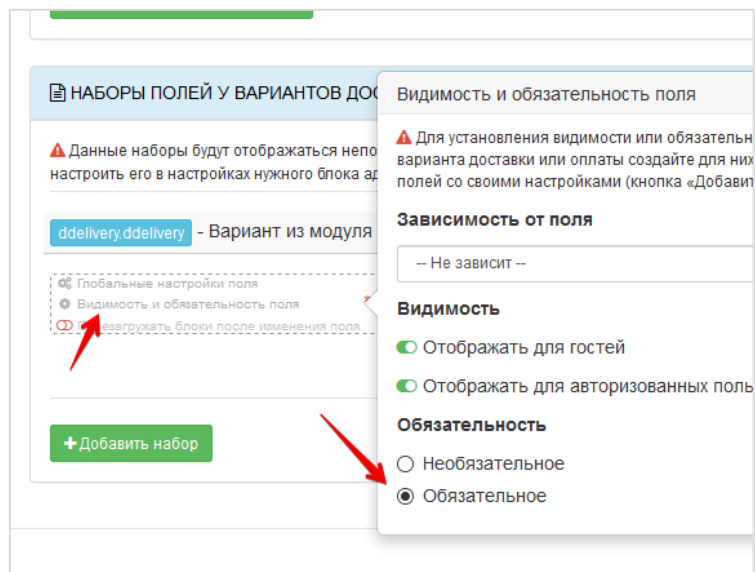 НАБОРЫ ПОЛЕЙ У ВАРИАНТОВ ДОС
Данные наборы будут отображаться непо
настроить его в настройках нужного блока ад
ddelivery.ddelivery - Вариант из модуля
Глобальные настройки поля
Видимость и обязательность поля
Перезагружать блоки после изменения поля
Добавить набор
Видимость и обязательность поля
Для установления видимости или обязательн
варианта доставки или оплаты создайте для них
полей со своими настройками (кнопка «Добавит
Зависимость от поля
-- Не зависит --
Видимость
Отображать для гостей
Отображать для авторизованных поль
Обязательность
Необязательное
Обязательное